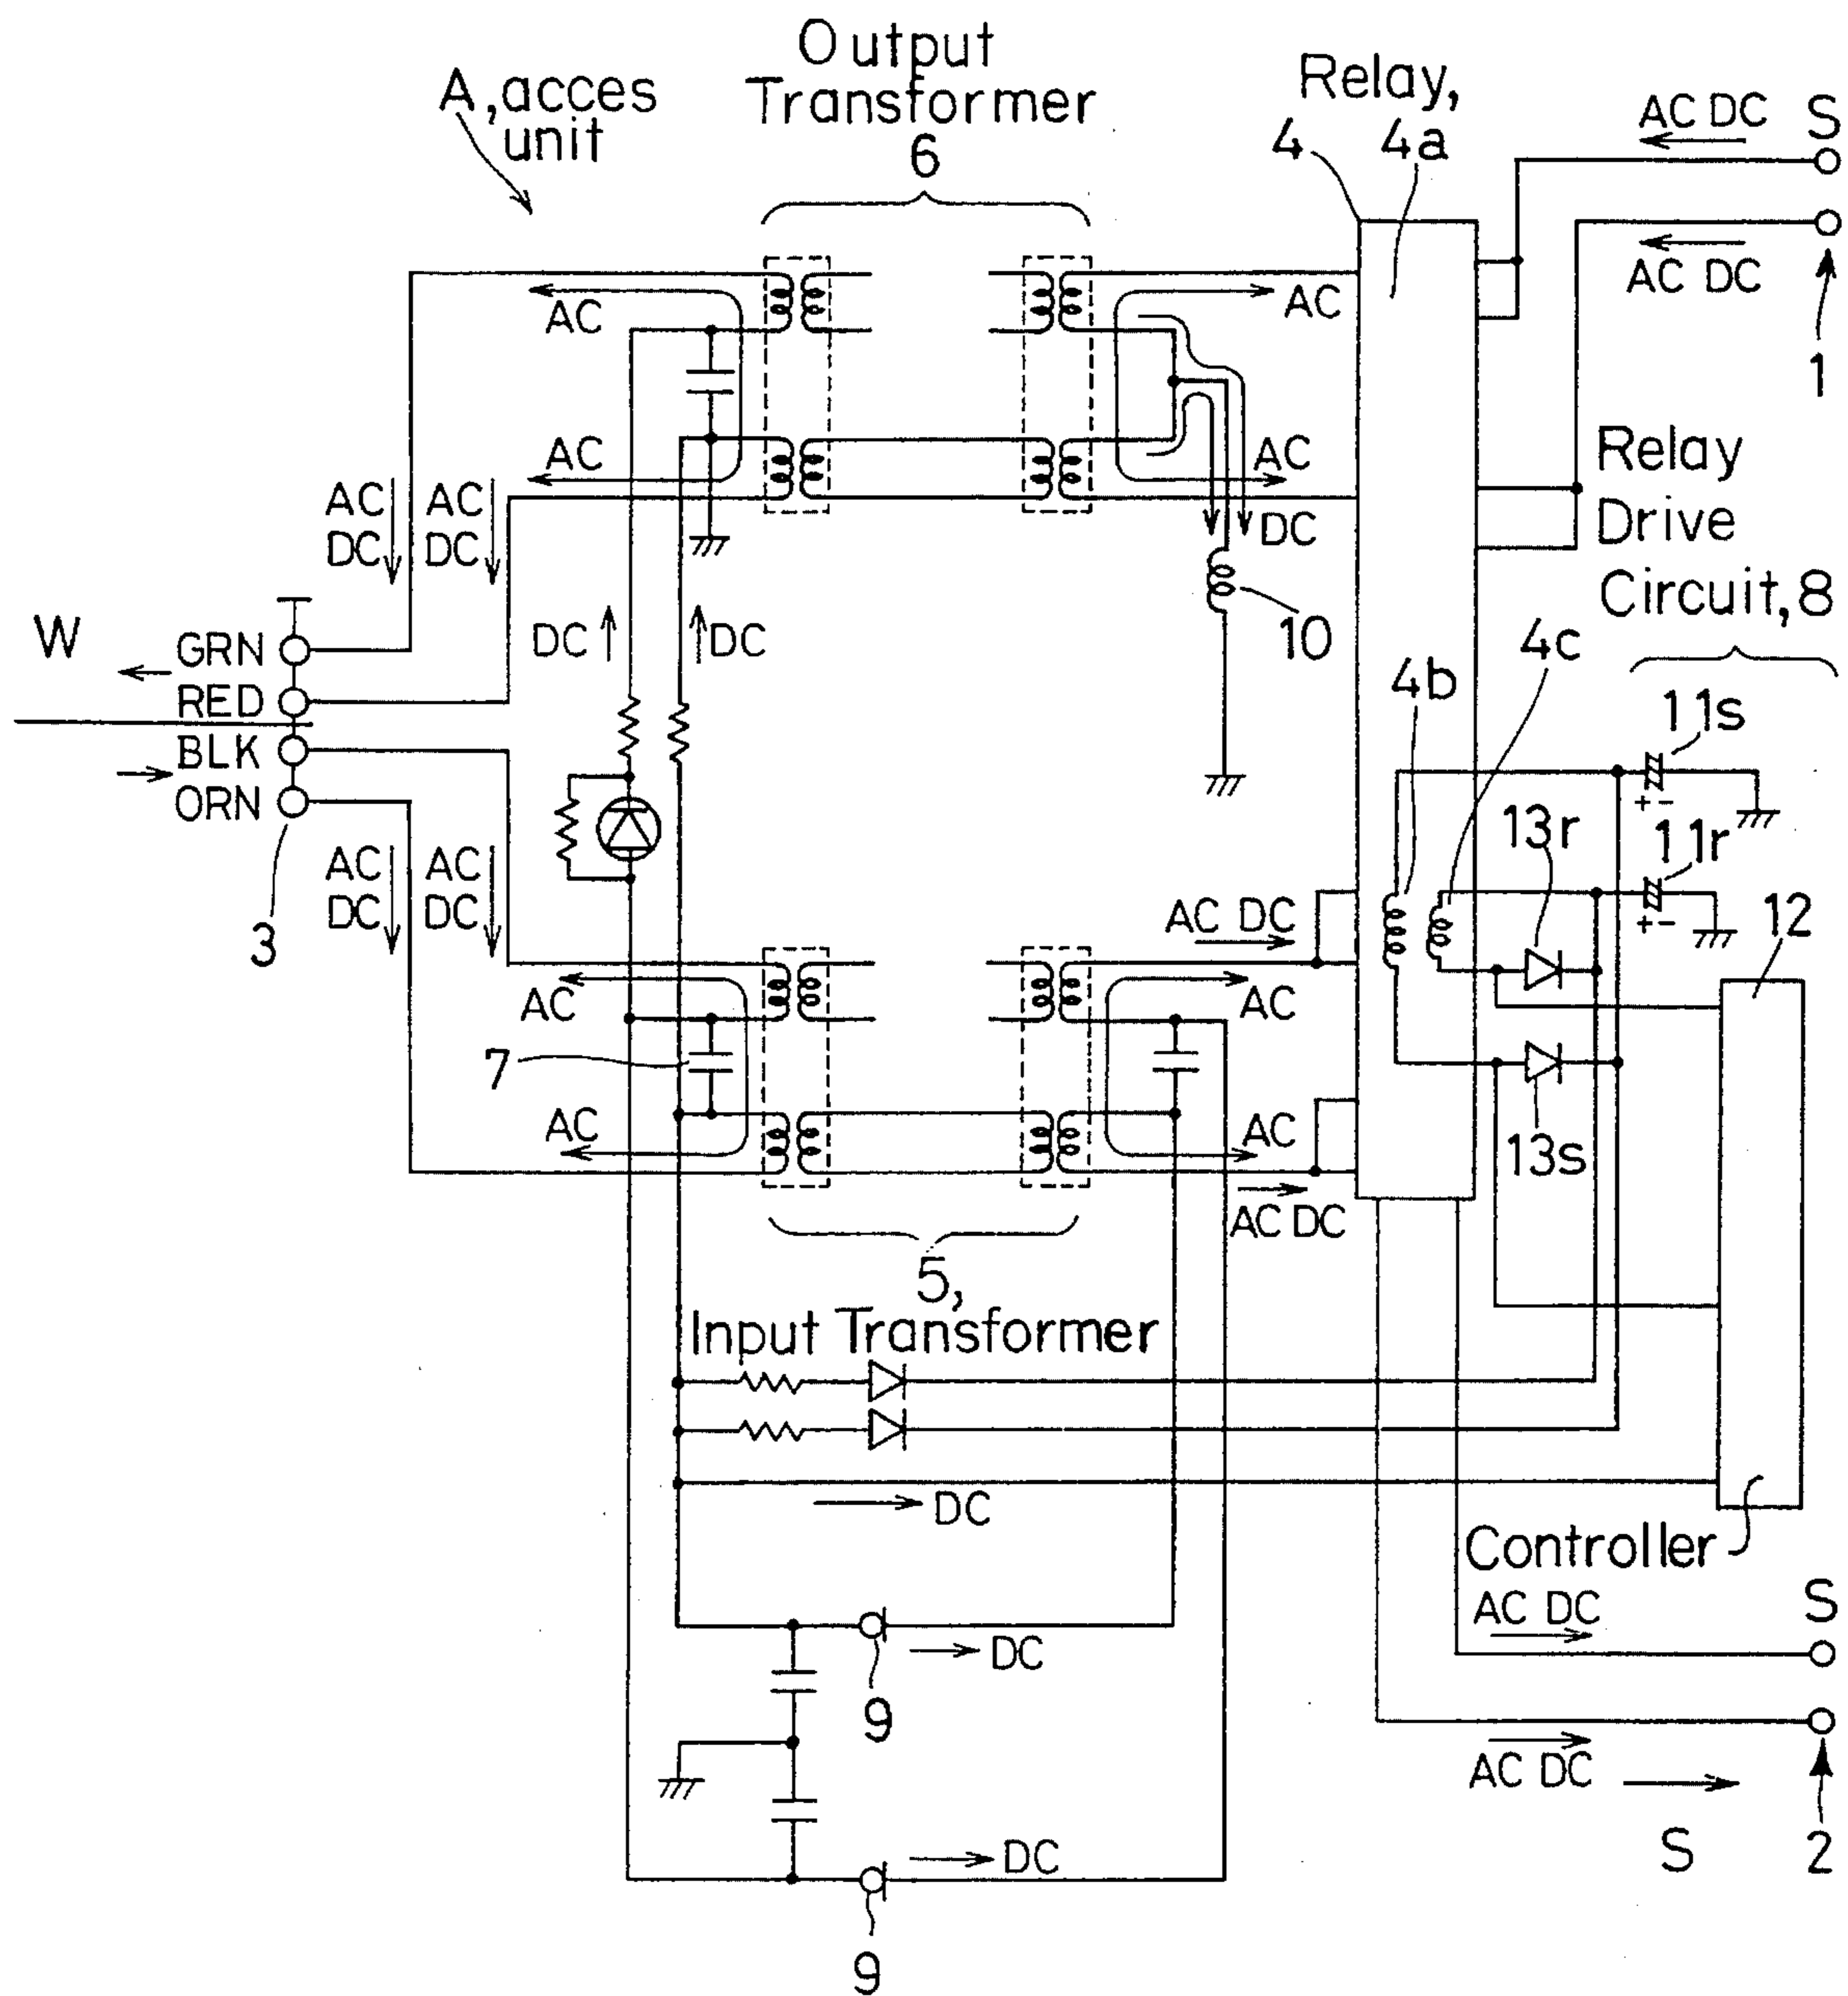 Output
Transformer
6
A, acces
unit
Relay,
4 4a
AC DC S
AC DC
1
AC
AC
AC
AC
DC
Relay
Drive
Circuit, 8
AC AC
DC DC
W
GRN
RED
BLK
ORN
3
DC DC
10
4b 4c
11s
+ -
13r
11r
+ -
12
AC AC
DC DC
AC DC
AC
AC
7
AC
AC
13s
AC DC
5,
Input Transformer
DC
Controller
AC DC S
DC
9
AC DC
S 2
DC
9